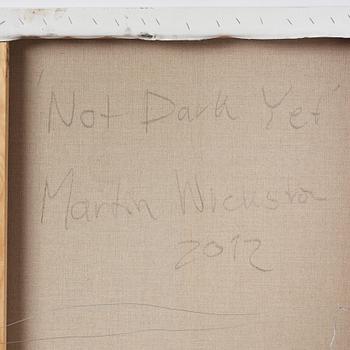 'Not Dark Yet'
Martin Wickström
2012